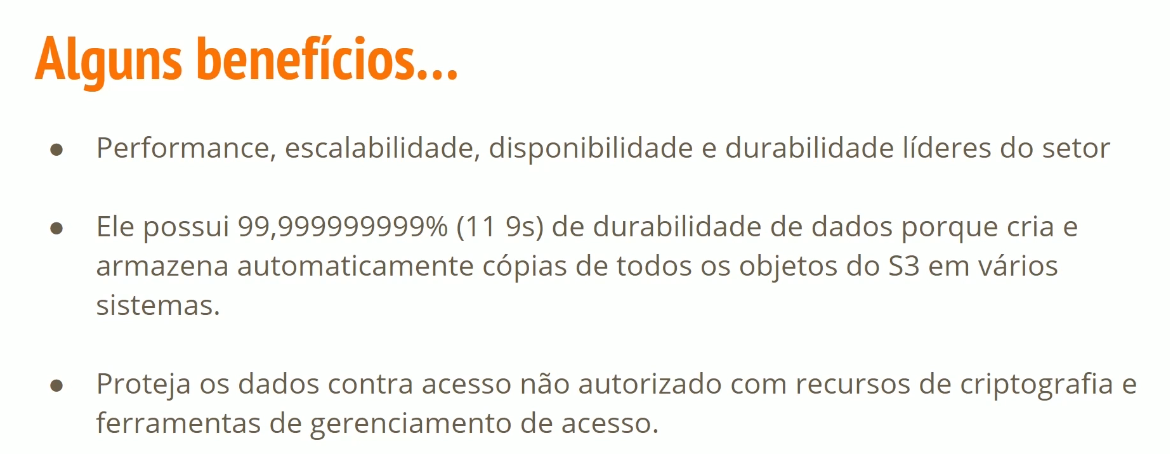 Alguns benefícios...
● Performance, escalabilidade, disponibilidade e durabilidade líderes do setor
● Ele possui 99,999999999% (11 9s) de durabilidade de dados porque cria e
armazena automaticamente cópias de todos os objetos do S3 em vários
sistemas.
● Proteja os dados contra acesso não autorizado com recursos de criptografia e
ferramentas de gerenciamento de acesso.